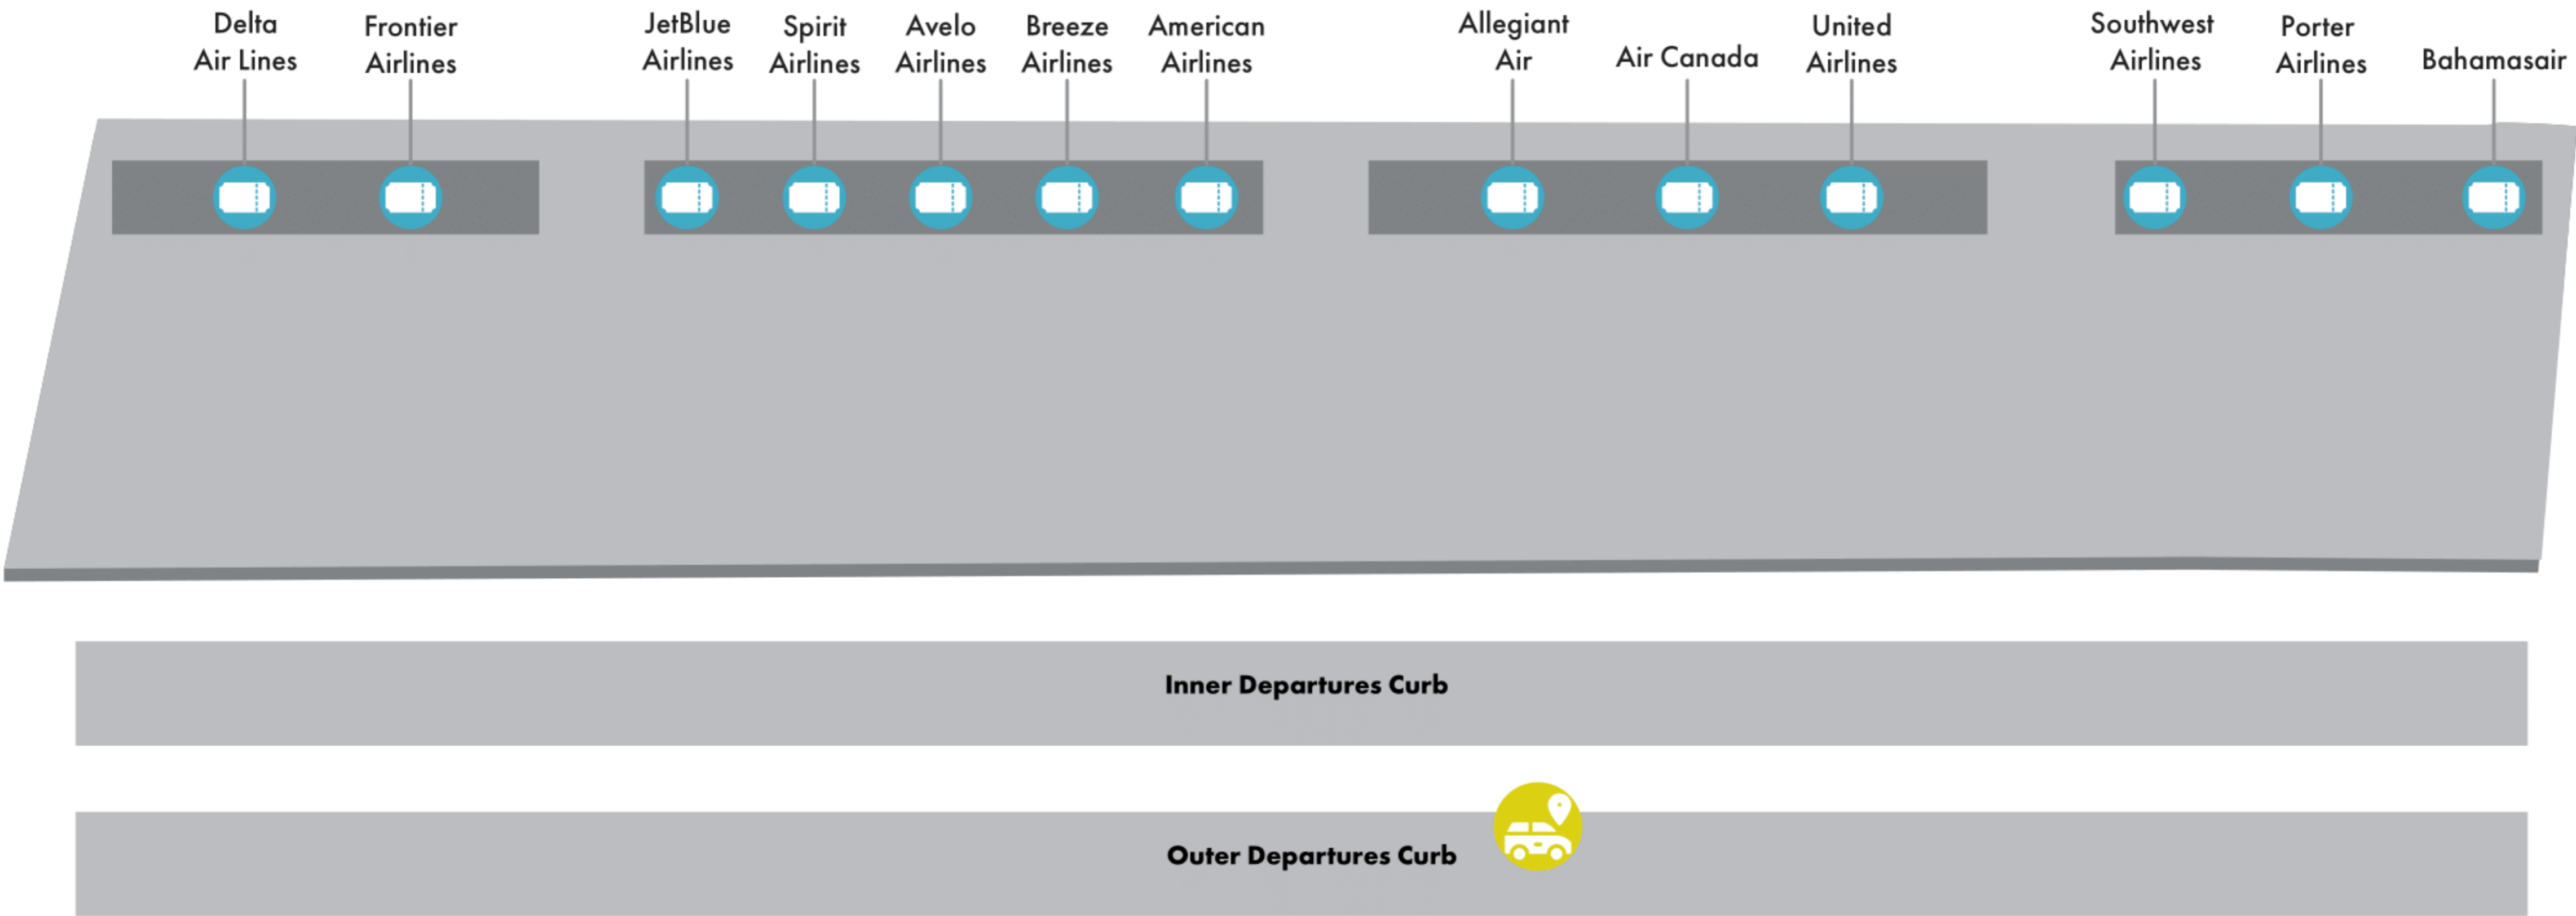 Delta
Air Lines
Frontier
Airlines
JetBlue
Airlines
Spirit
Airlines
Avelo
Airlines
Breeze
Airlines
American
Airlines
Allegiant
Air
Air Canada
United
Airlines
Southwest
Airlines
Porter
Airlines
Bahamasair
Inner Departures Curb
Outer Departures Curb